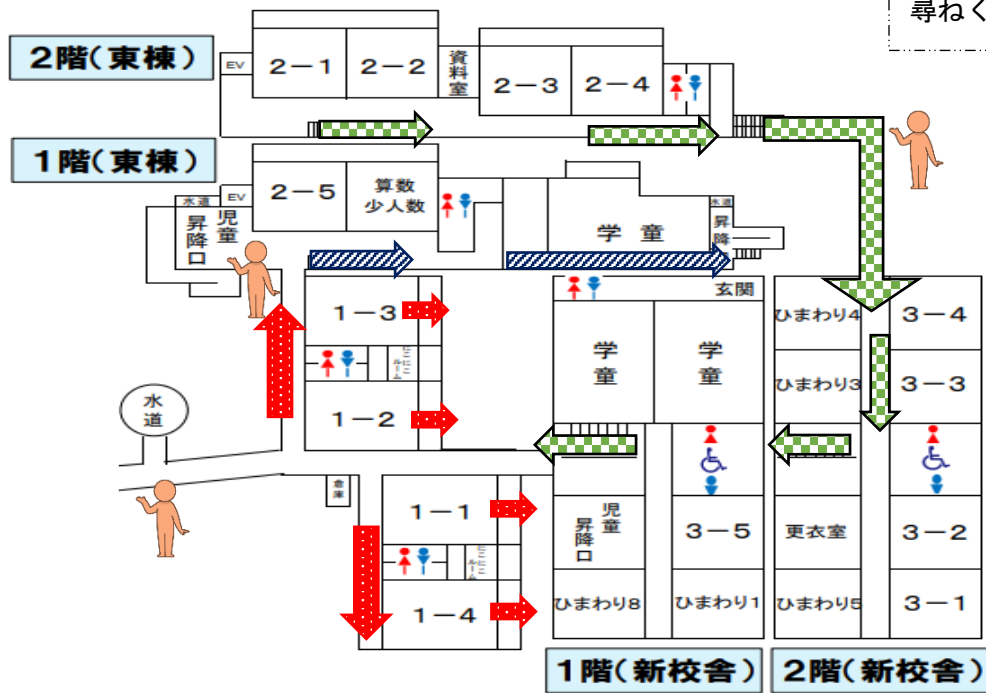 尋ねく
2階(東棟)
EV
2－1
2－2
資料室
2－3
2－4
1階(東棟)
水道
EV
児童
昇降口
2－5
算数
少人数
学童
水道
昇降
1－3
にこにこルーム
1－2
水道
倉庫
1－1
にこにこルーム
1－4
玄関
学童
学童
児童
昇降口
3－5
ひまわり8
ひまわり1
1階(新校舎)
ひまわり4
3－4
ひまわり3
3－3
更衣室
3－2
ひまわり5
3－1
2階(新校舎)